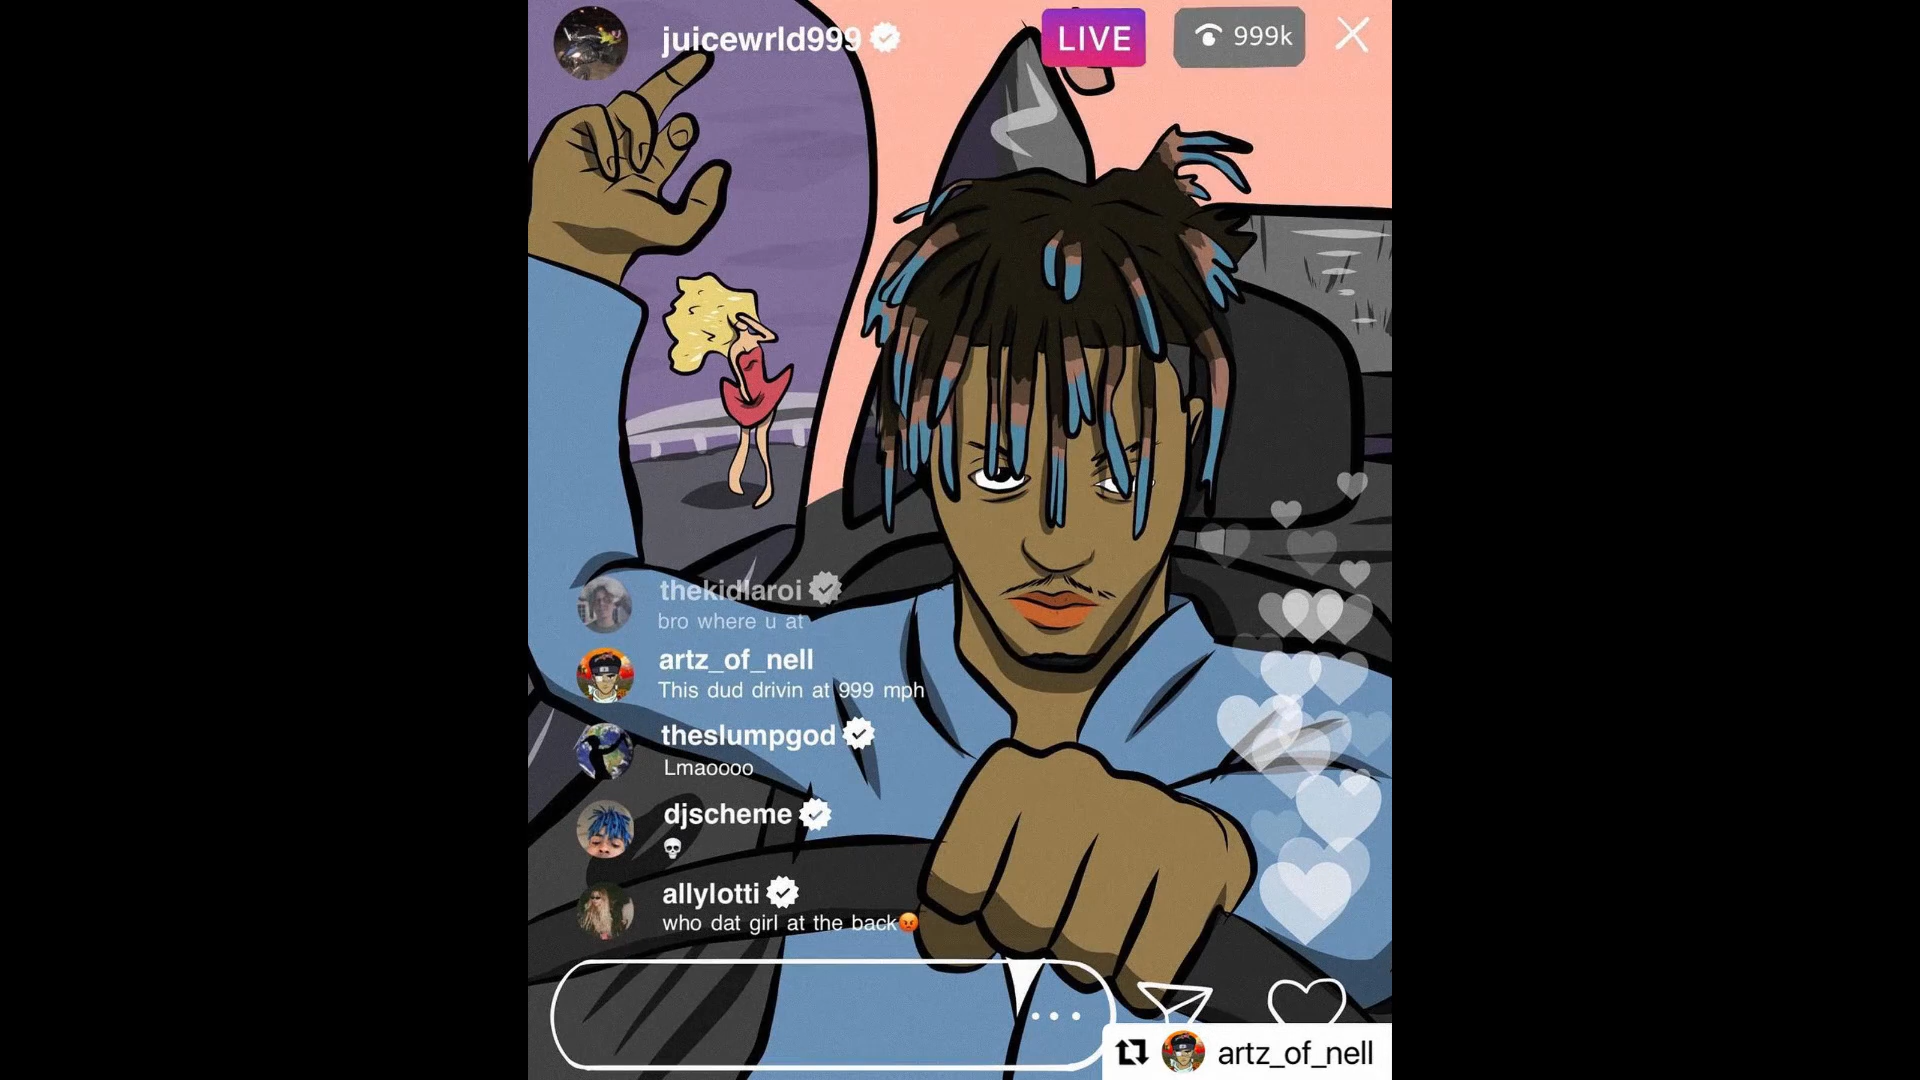 juicewrld999
LIVE
999k
thekidlaroi
bro where u at
artz_of_nell
This dud drivin at 999 mph
theslumpgod
Lmaoooo
djscheme
💀
allylotti
who dat girl at the back😡
artz_of_nell